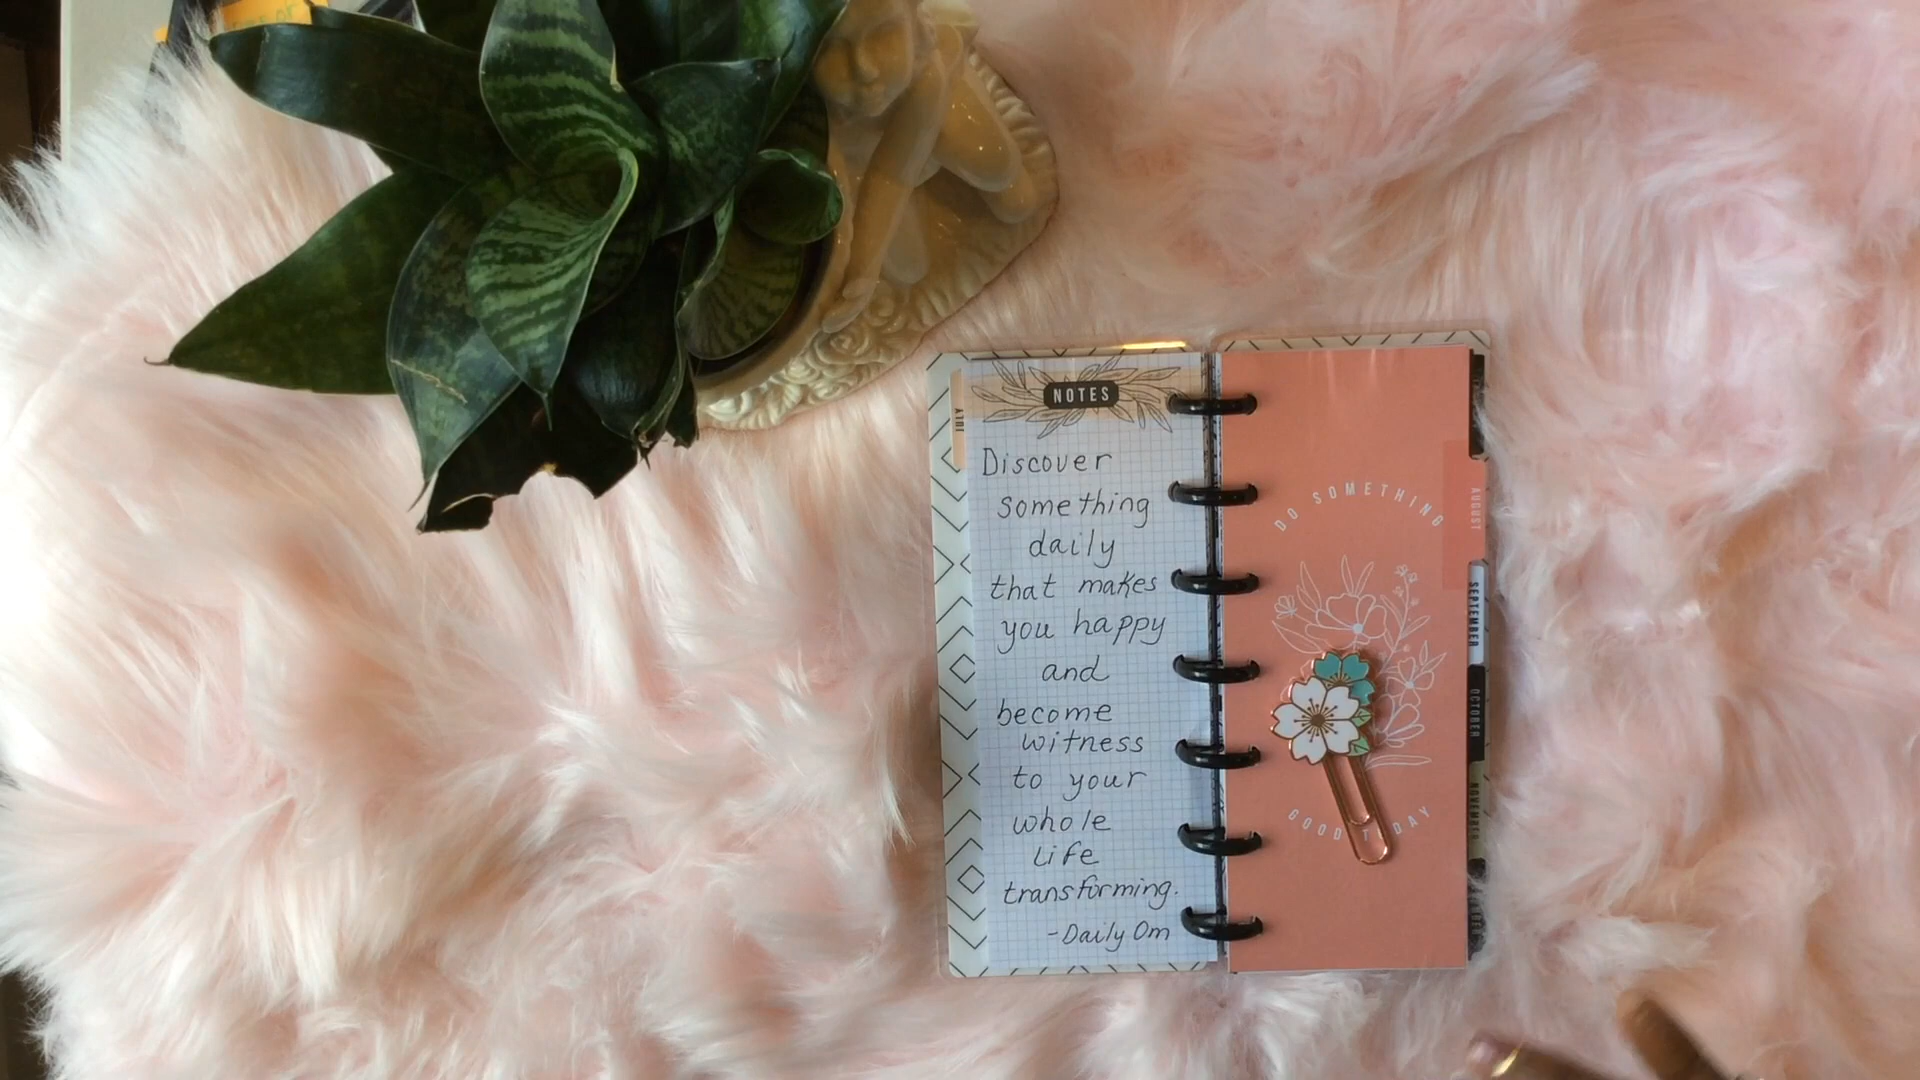 NOTES
JULY
Discover
something
daily
that makes
you happy
and
become
witness
to your
whole
life
transforming.
-Daily Om
DO SOMETHING
GOOD TODAY
AUGUST
SEPTEMBER
OCTOBER
NOVEMBER